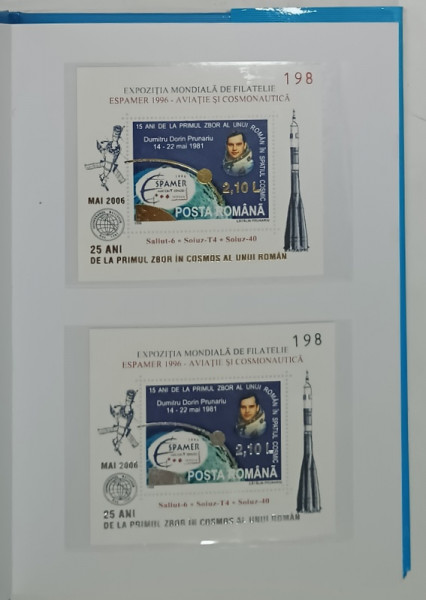 198
EXPOZIȚIA MONDIALĂ DE FILATELIE
ESPAMER 1996 - AVIAȚIE ȘI COSMONAUTICĂ
15 ANI DE LA PRIMUL ZBOR AL UNUI ROMÂN ÎN SPAȚIUL COSMIC
Dumitru Dorin Prunariu
14 - 22 mai 1981
1996
ESPAMER
2,10 L
POSTA ROMÂNĂ
MAI 2006
Saliut-6 + Soiuz-T4 + Soiuz-40
25 ANI
DE LA PRIMUL ZBOR ÎN COSMOS AL UNUI ROMÂN
198
EXPOZIȚIA MONDIALĂ DE FILATELIE
ESPAMER 1996 - AVIAȚIE ȘI COSMONAUTICĂ
15 ANI DE LA PRIMUL ZBOR AL UNUI ROMÂN ÎN SPAȚIUL COSMIC
Dumitru Dorin Prunariu
14 - 22 mai 1981
1996
ESPAMER
2,10 L
POSTA ROMÂNĂ
MAI 2006
Saliut-6 + Soiuz-T4 + Soiuz-40
25 ANI
DE LA PRIMUL ZBOR ÎN COSMOS AL UNUI ROMÂN